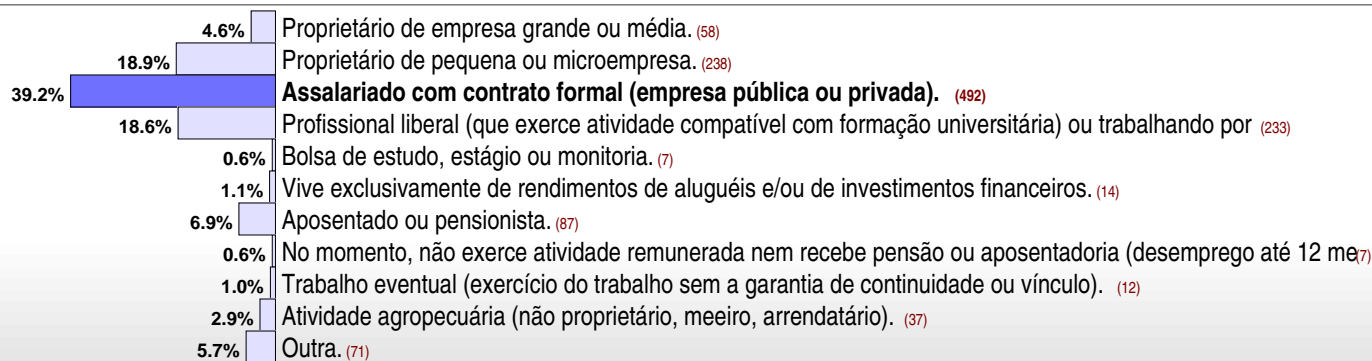 4.6% Proprietário de empresa grande ou média. (58)
18.9% Proprietário de pequena ou microempresa. (238)
39.2% Assalariado com contrato formal (empresa pública ou privada). (492)
18.6% Profissional liberal (que exerce atividade compatível com formação universitária) ou trabalhando por (233)
0.6% Bolsa de estudo, estágio ou monitoria. (7)
1.1% Vive exclusivamente de rendimentos de aluguéis e/ou de investimentos financeiros. (14)
6.9% Aposentado ou pensionista. (87)
0.6% No momento, não exerce atividade remunerada nem recebe pensão ou aposentadoria (desemprego até 12 me(7)
1.0% Trabalho eventual (exercício do trabalho sem a garantia de continuidade ou vínculo). (12)
2.9% Atividade agropecuária (não proprietário, meeiro, arrendatário). (37)
5.7% Outra. (71)